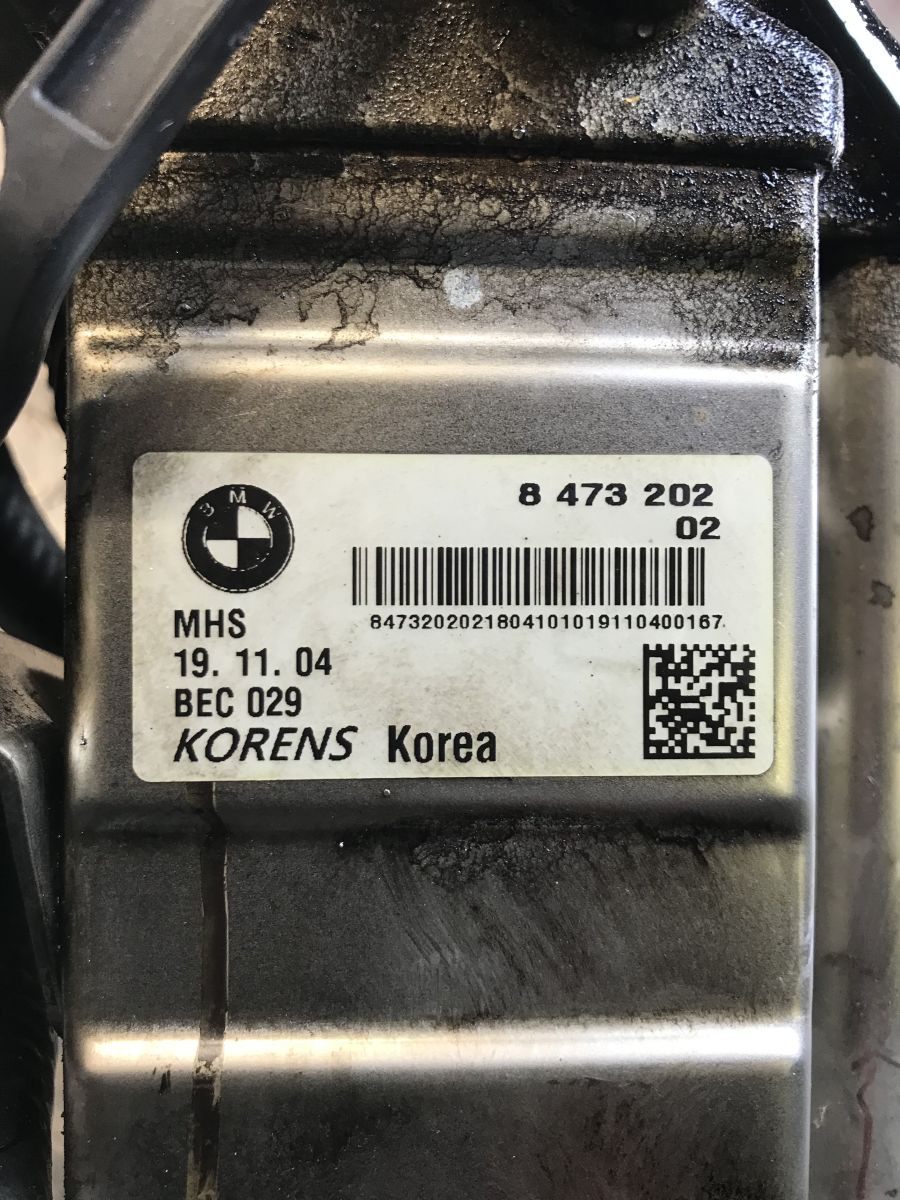 BMW
8 473 202
02
8473202021804101019110400167
MHS
19. 11. 04
BEC 029
KORENS Korea